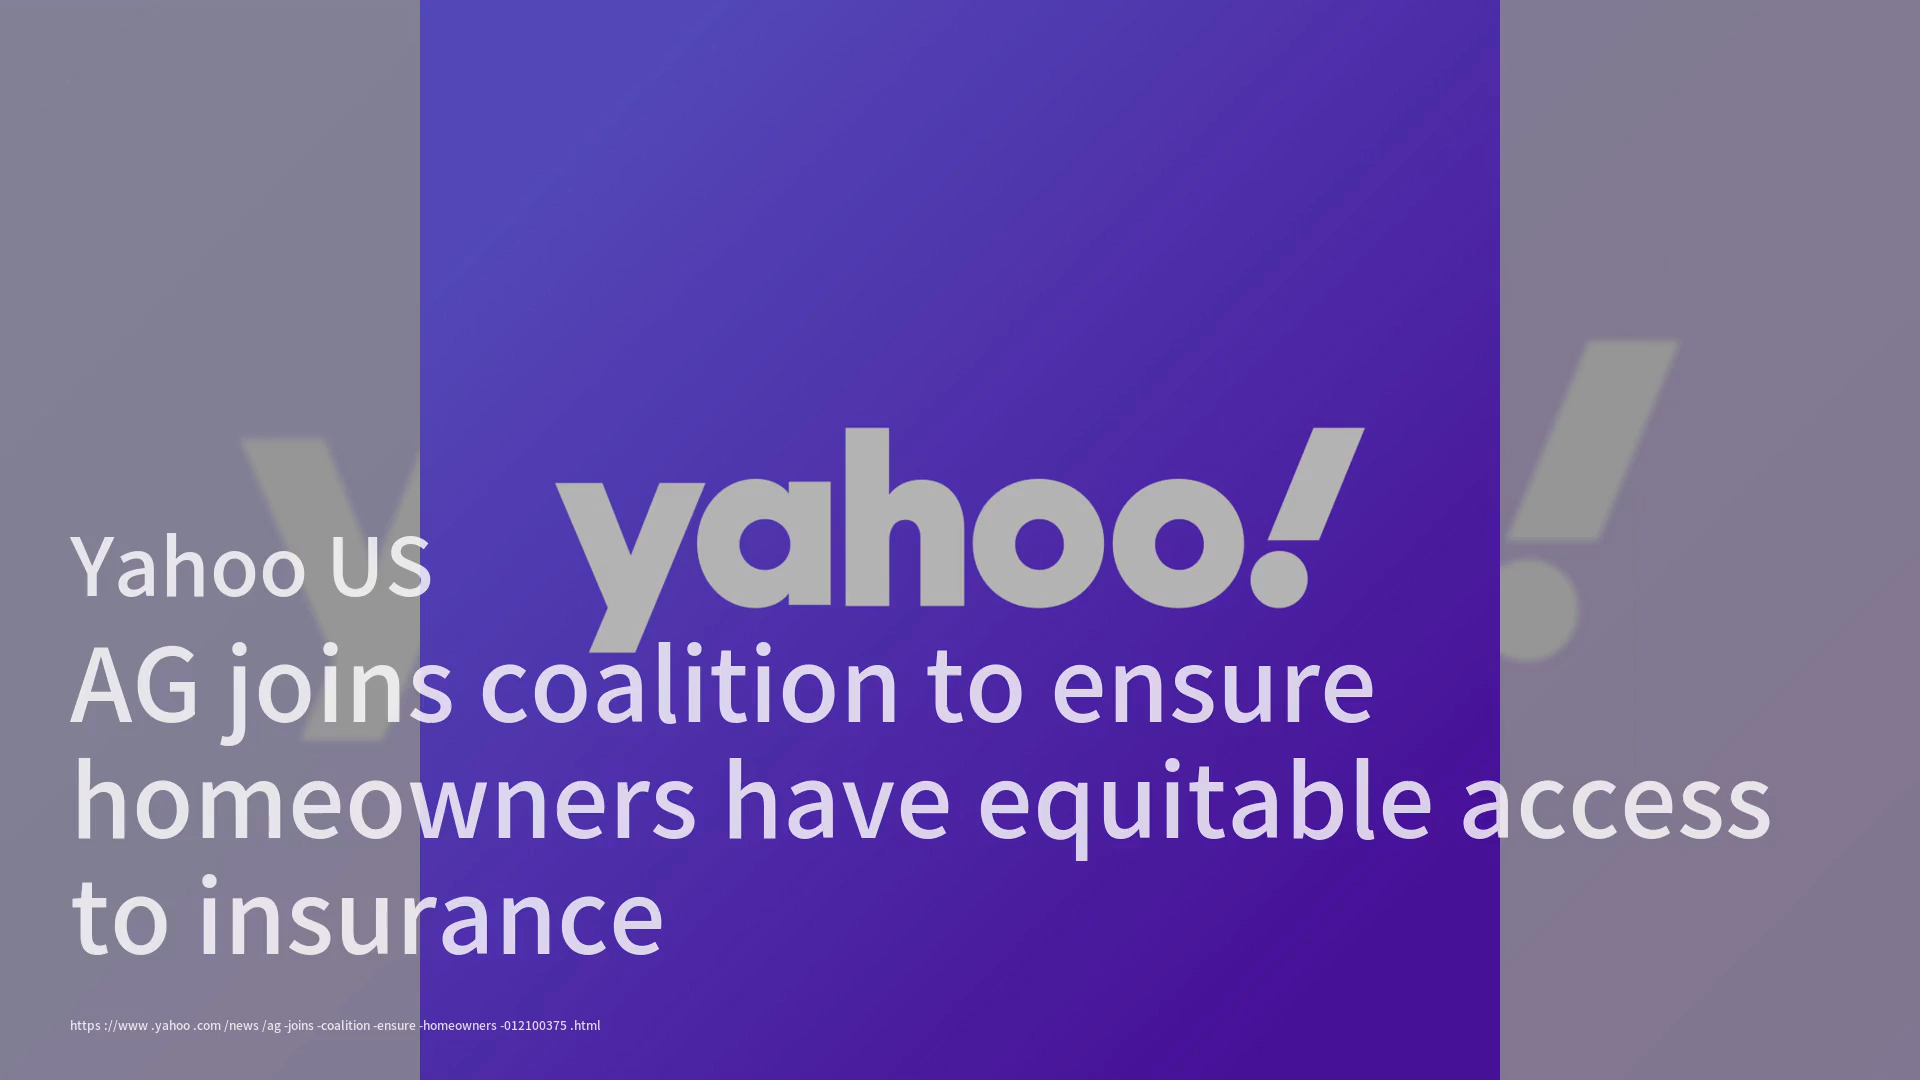 yahoo!
Yahoo US
AG joins coalition to ensure
homeowners have equitable access
to insurance
https ://www .yahoo .com /news /ag -joins -coalition -ensure -homeowners -012100375 .html